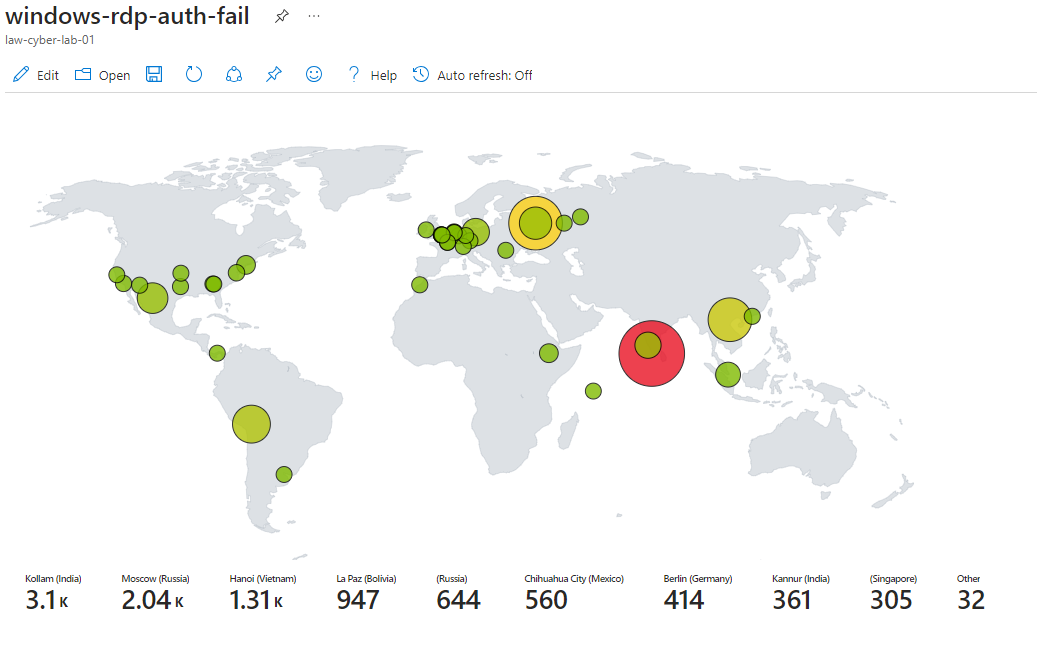 windows-rdp-auth-fail
law-cyber-lab-01
Edit Open Help Auto refresh: Off
Kollam (India) Moscow (Russia) Hanoi (Vietnam) La Paz (Bolivia) (Russia) Chihuahua City (Mexico) Berlin (Germany) Kannur (India) (Singapore) Other
3.1 K 2.04 K 1.31 K 947 644 560 414 361 305 32